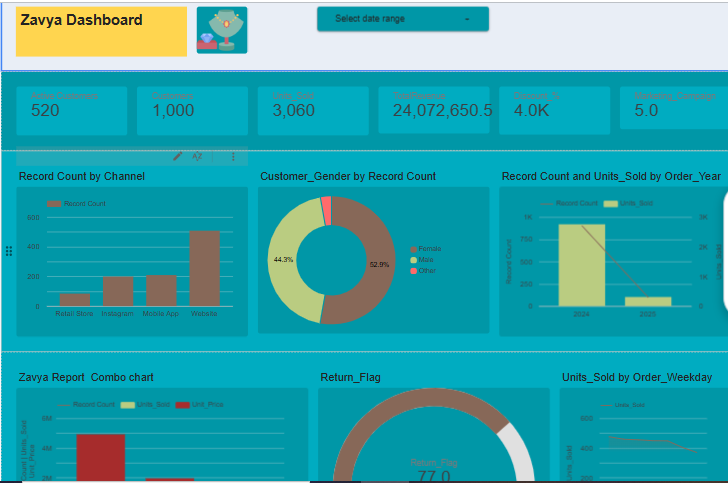 Zavya Dashboard
Select date range
Active Customers
520
Customers
1,000
Units_Sold
3,060
24,072,650.5
4.0K
Marketing_Campaign
5.0
Record Count by Channel
Record Count
600
400
200
0
Retail Store Instagram Mobile App Website
Customer_Gender by Record Count
44.3%
52.9%
Female
Male
Other
Record Count and Units_Sold by Order_Year
Record Count Units_Sold
1K
750
500
250
0
Record Count
3K
2K
1K
0
Units_Sold
2024 2025
Zavya Report Combo chart
Record Count Units_Sold Unit_Price
6M
4M
2M
Count | Units_Sold
Unit_Price
Return_Flag
Return_Flag
77.0
Units_Sold by Order_Weekday
Units_Sold
600
400
200
Units_Sold